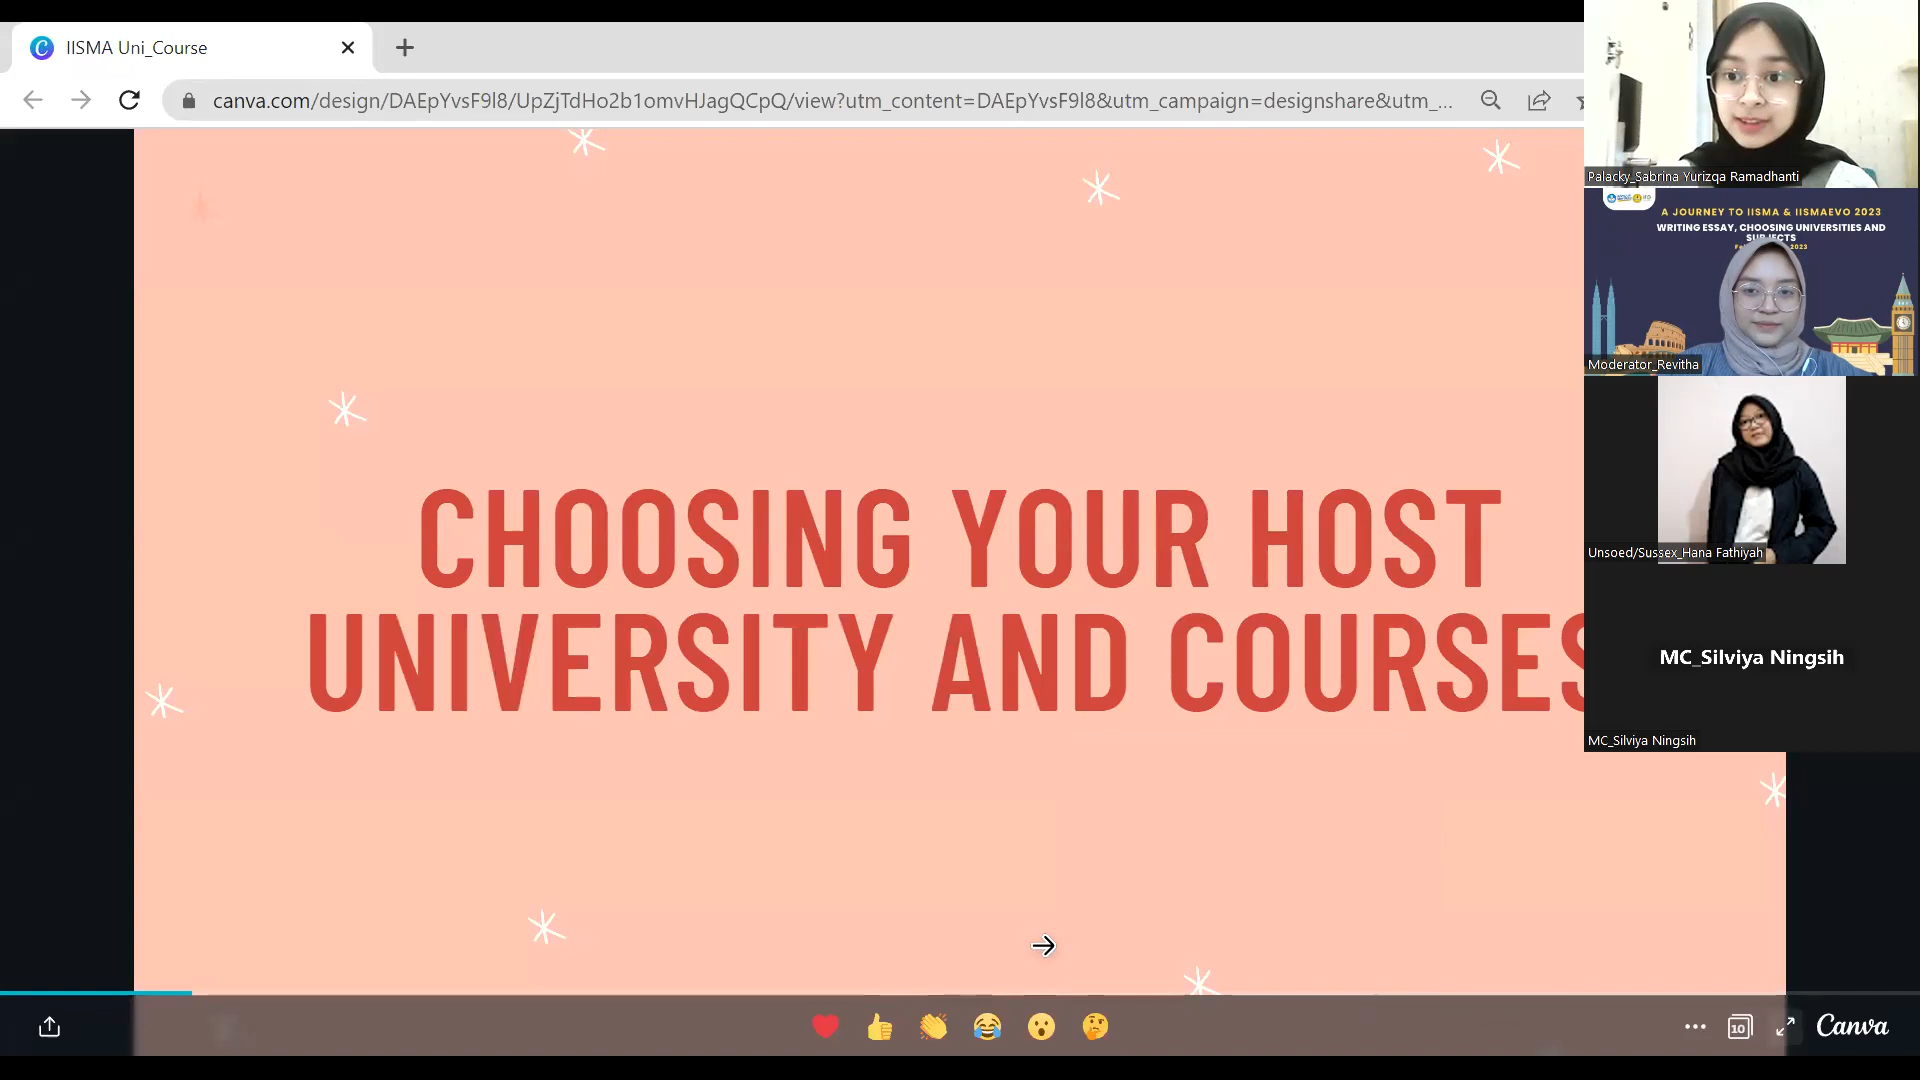 IISMA Uni_Course
canva.com/design/DAEpYvsF9l8/UpZjTdHo2b1omvHJagQCpQ/view?utm_content=DAEpYvsF9l8&utm_campaign=designshare&utm_...
CHOOSING YOUR HOST
UNIVERSITY AND COURSES
Palacky_Sabrina Yurizqa Ramadhanti
A JOURNEY TO IISMA & IISMAEVO 2023
WRITING ESSAY, CHOOSING UNIVERSITIES AND
SUBJECTS
2023
Moderator_Revitha
Unsoed/Sussex_Hana Fathiyah
MC_Silviya Ningsih
MC_Silviya Ningsih
10
Canva